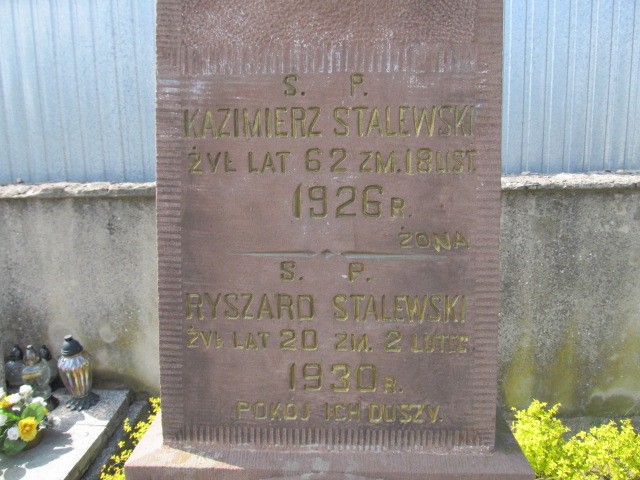 S. P.
KAZIMIERZ STALEWSKI
ŻYŁ LAT 62 ZM. 18 LIST.
1926 R.
ŻONA
S. P.
RYSZARD STALEWSKI
ŻYŁ LAT 20 ZM. 2 LUTEG.
1930 R.
POKÓJ ICH DUSZY.